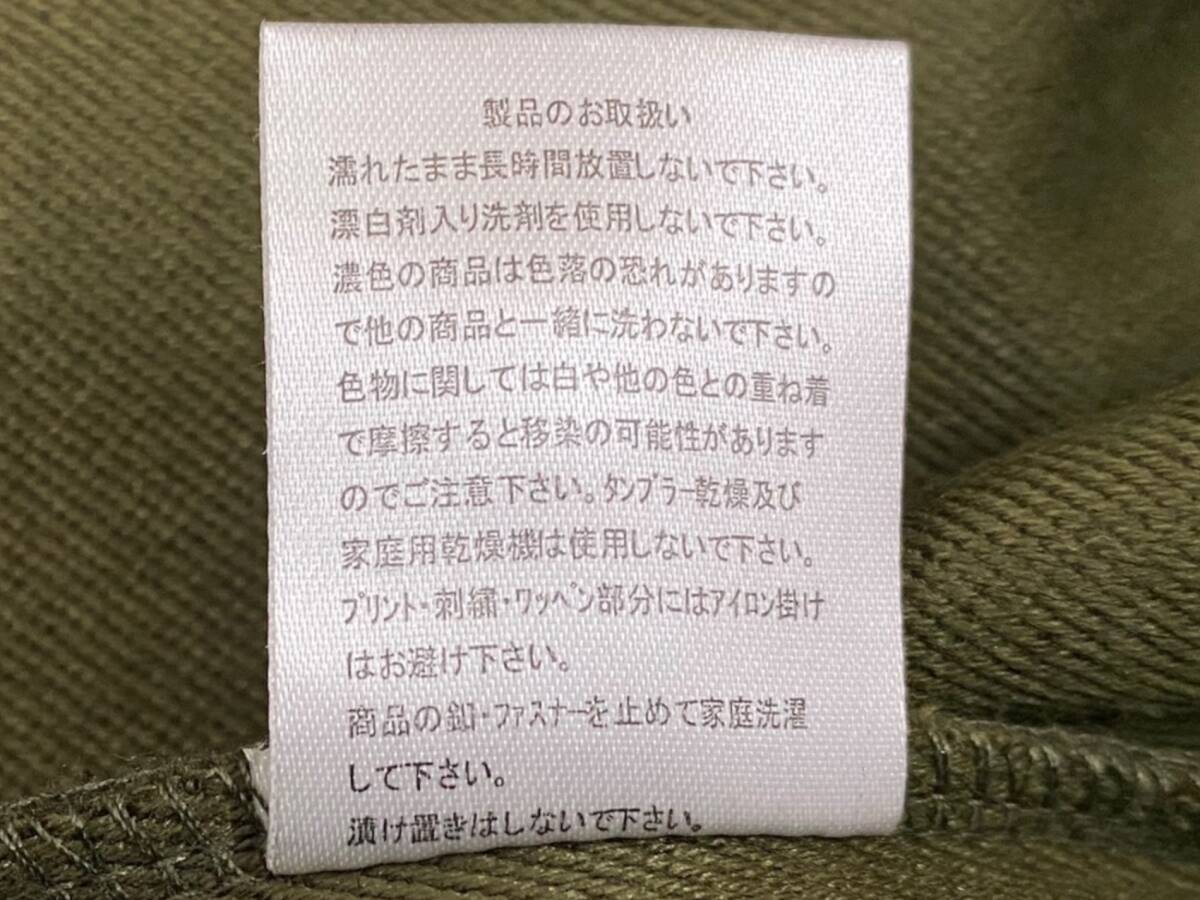 製品のお取扱い
濡れたまま長時間放置しないで下さい。
漂白剤入り洗剤を使用しないで下さい。
濃色の商品は色落の恐れがありますの
で他の商品と一緒に洗わないで下さい。
色物に関しては白や他の色との重ね着
で摩擦すると移染の可能性があります
のでご注意下さい。タンブラー乾燥及び
家庭用乾燥機は使用しないで下さい。
プリント・刺繍・ワッペン部分にはアイロン掛け
はお避け下さい。
商品の釦・ファスナーを止めて家庭洗濯
して下さい。
漬け置きはしないで下さい。